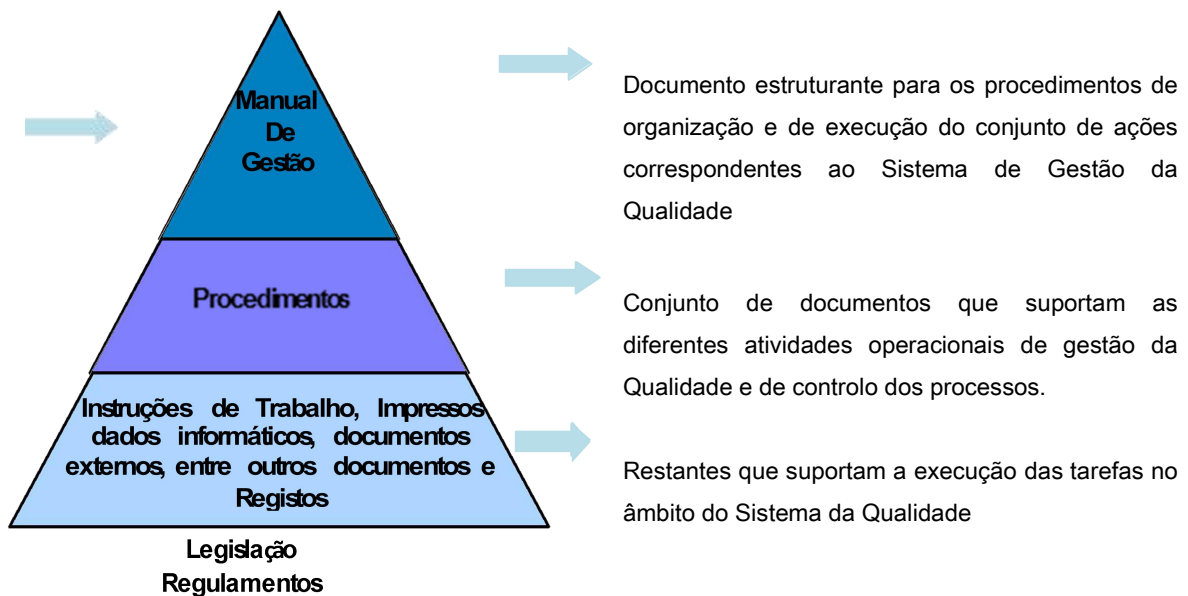 Manual
De
Gestão
Procedimentos
Instruções de Trabalho, Impressos
dados informáticos, documentos
externos, entre outros documentos e
Registos
Legislação
Regulamentos
Documento estruturante para os procedimentos de
organização e de execução do conjunto de ações
correspondentes ao Sistema de Gestão da
Qualidade
Conjunto de documentos que suportam as
diferentes atividades operacionais de gestão da
Qualidade e de controlo dos processos.
Restantes que suportam a execução das tarefas no
âmbito do Sistema da Qualidade